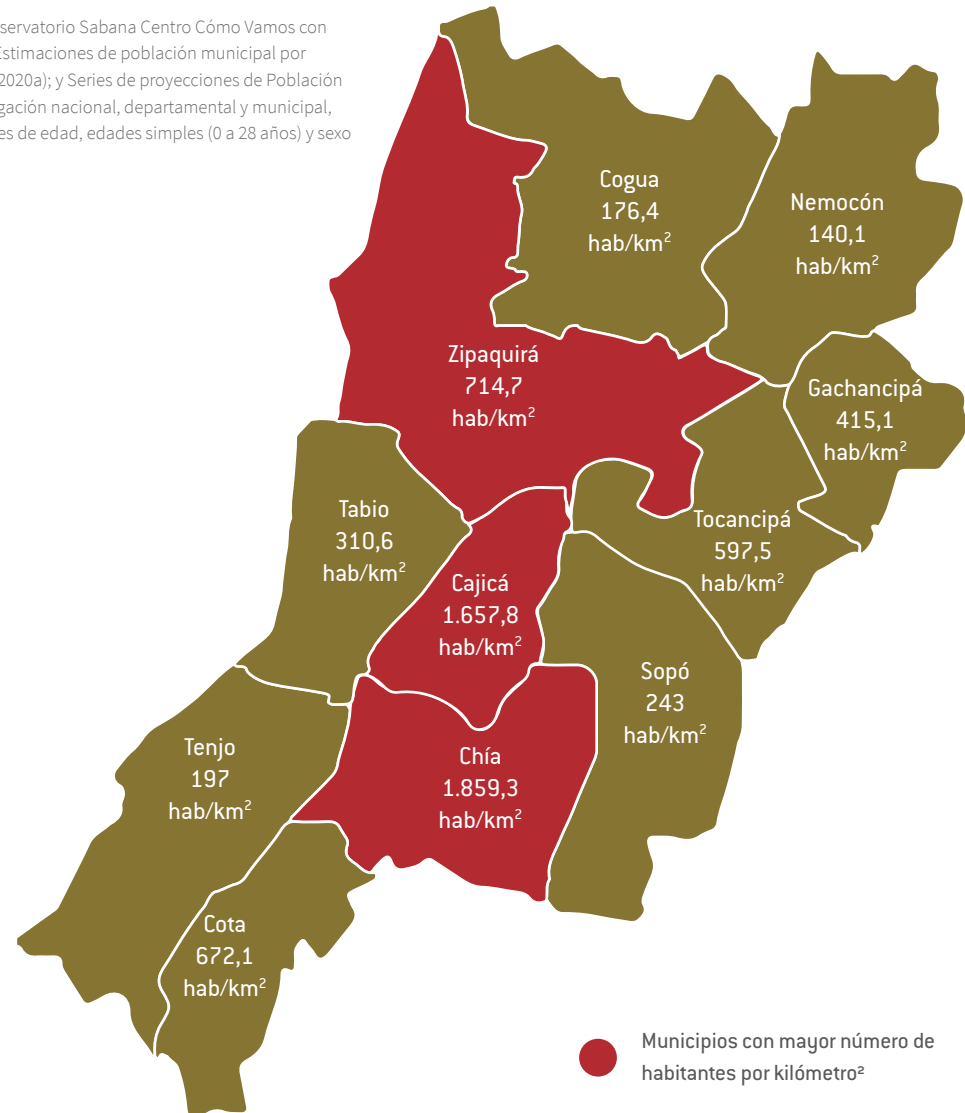 servatorio Sabana Centro Cómo Vamos con
Estimaciones de población municipal por
2020a); y Series de proyecciones de Población
gación nacional, departamental y municipal,
es de edad, edades simples (0 a 28 años) y sexo
Cogua
176,4
hab/km²
Nemocón
140,1
hab/km²
Zipaquirá
714,7
hab/km²
Gachancipá
415,1
hab/km²
Tabio
310,6
hab/km²
Tocancipá
597,5
hab/km²
Cajicá
1.657,8
hab/km²
Sopó
243
hab/km²
Tenjo
197
hab/km²
Chía
1.859,3
hab/km²
Cota
672,1
hab/km²
Municipios con mayor número de
habitantes por kilómetro²